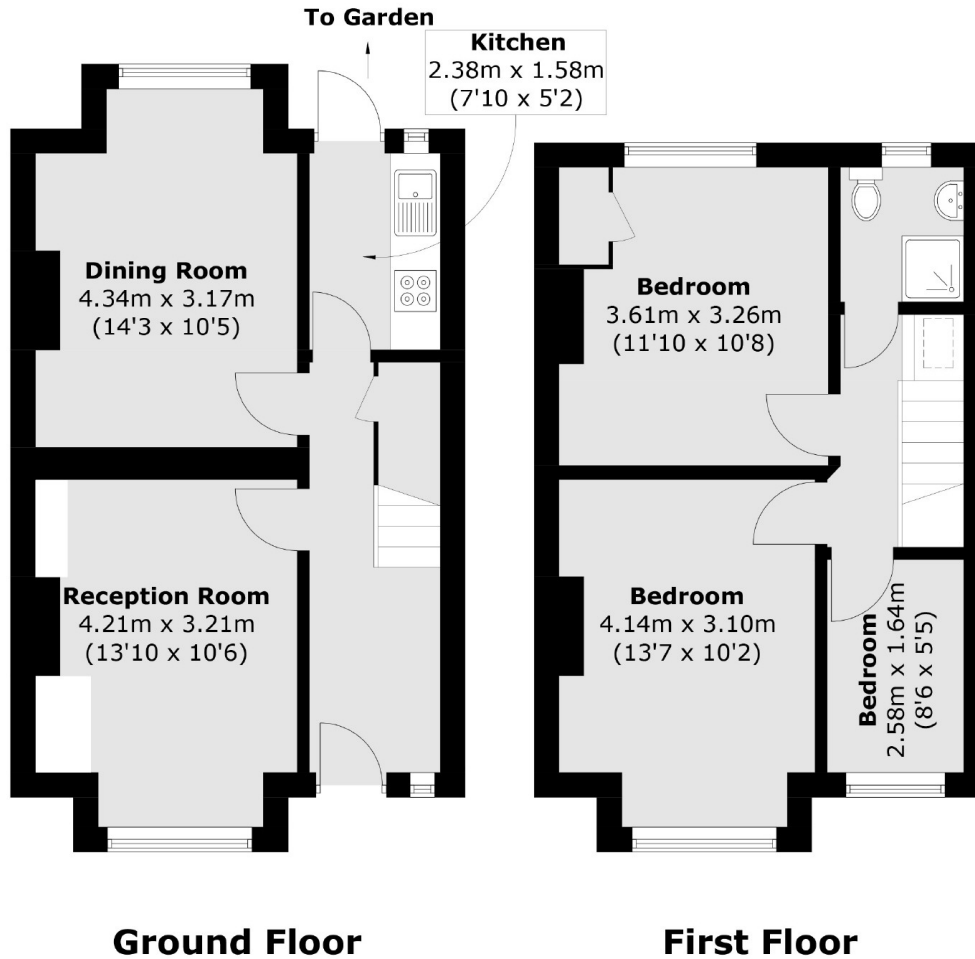 To Garden
Kitchen
2.38m x 1.58m
(7'10 x 5'2)
Dining Room
4.34m x 3.17m
(14'3 x 10'5)
Reception Room
4.21m x 3.21m
(13'10 x 10'6)
Ground Floor
Bedroom
3.61m x 3.26m
(11'10 x 10'8)
Bedroom
4.14m x 3.10m
(13'7 x 10'2)
Bedroom
2.58m x 1.64m
(8'6 x 5'5)
First Floor